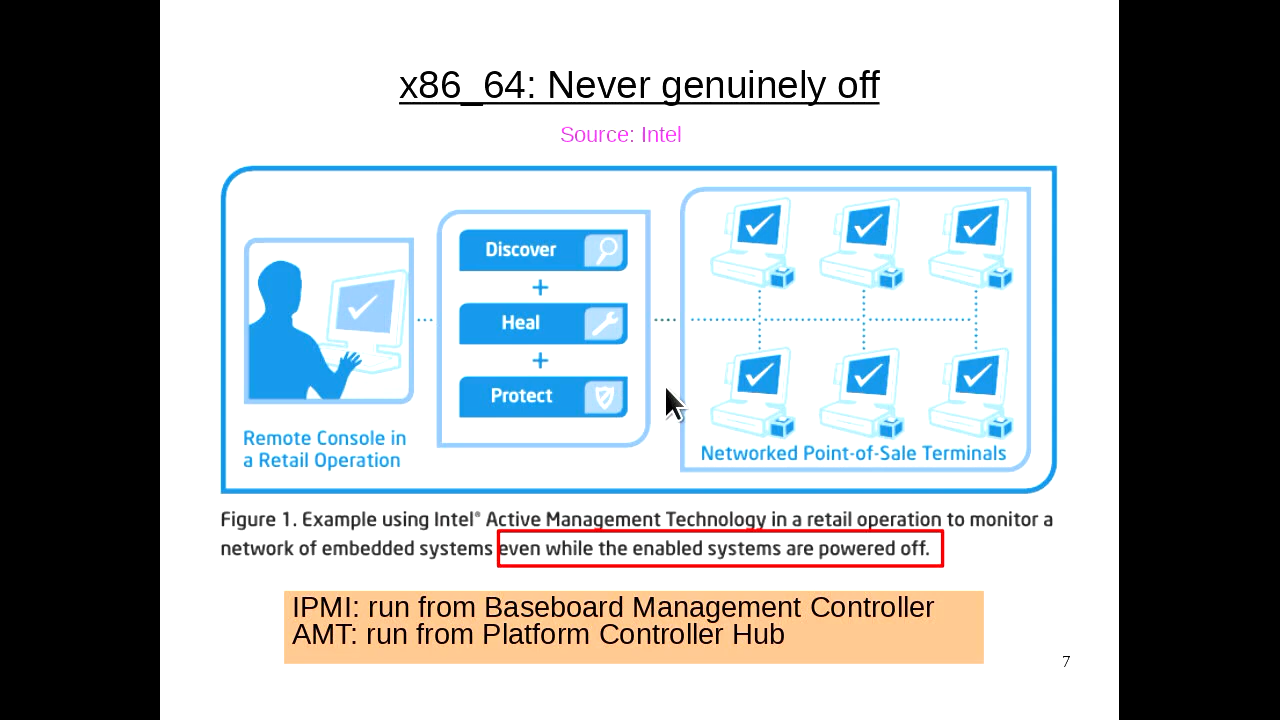 x86_64: Never genuinely off
Source: Intel
Discover
+
Heal
+
Protect
Remote Console in
a Retail Operation
Networked Point-of-Sale Terminals
Figure 1. Example using Intel® Active Management Technology in a retail operation to monitor a
network of embedded systems even while the enabled systems are powered off.
IPMI: run from Baseboard Management Controller
AMT: run from Platform Controller Hub
7